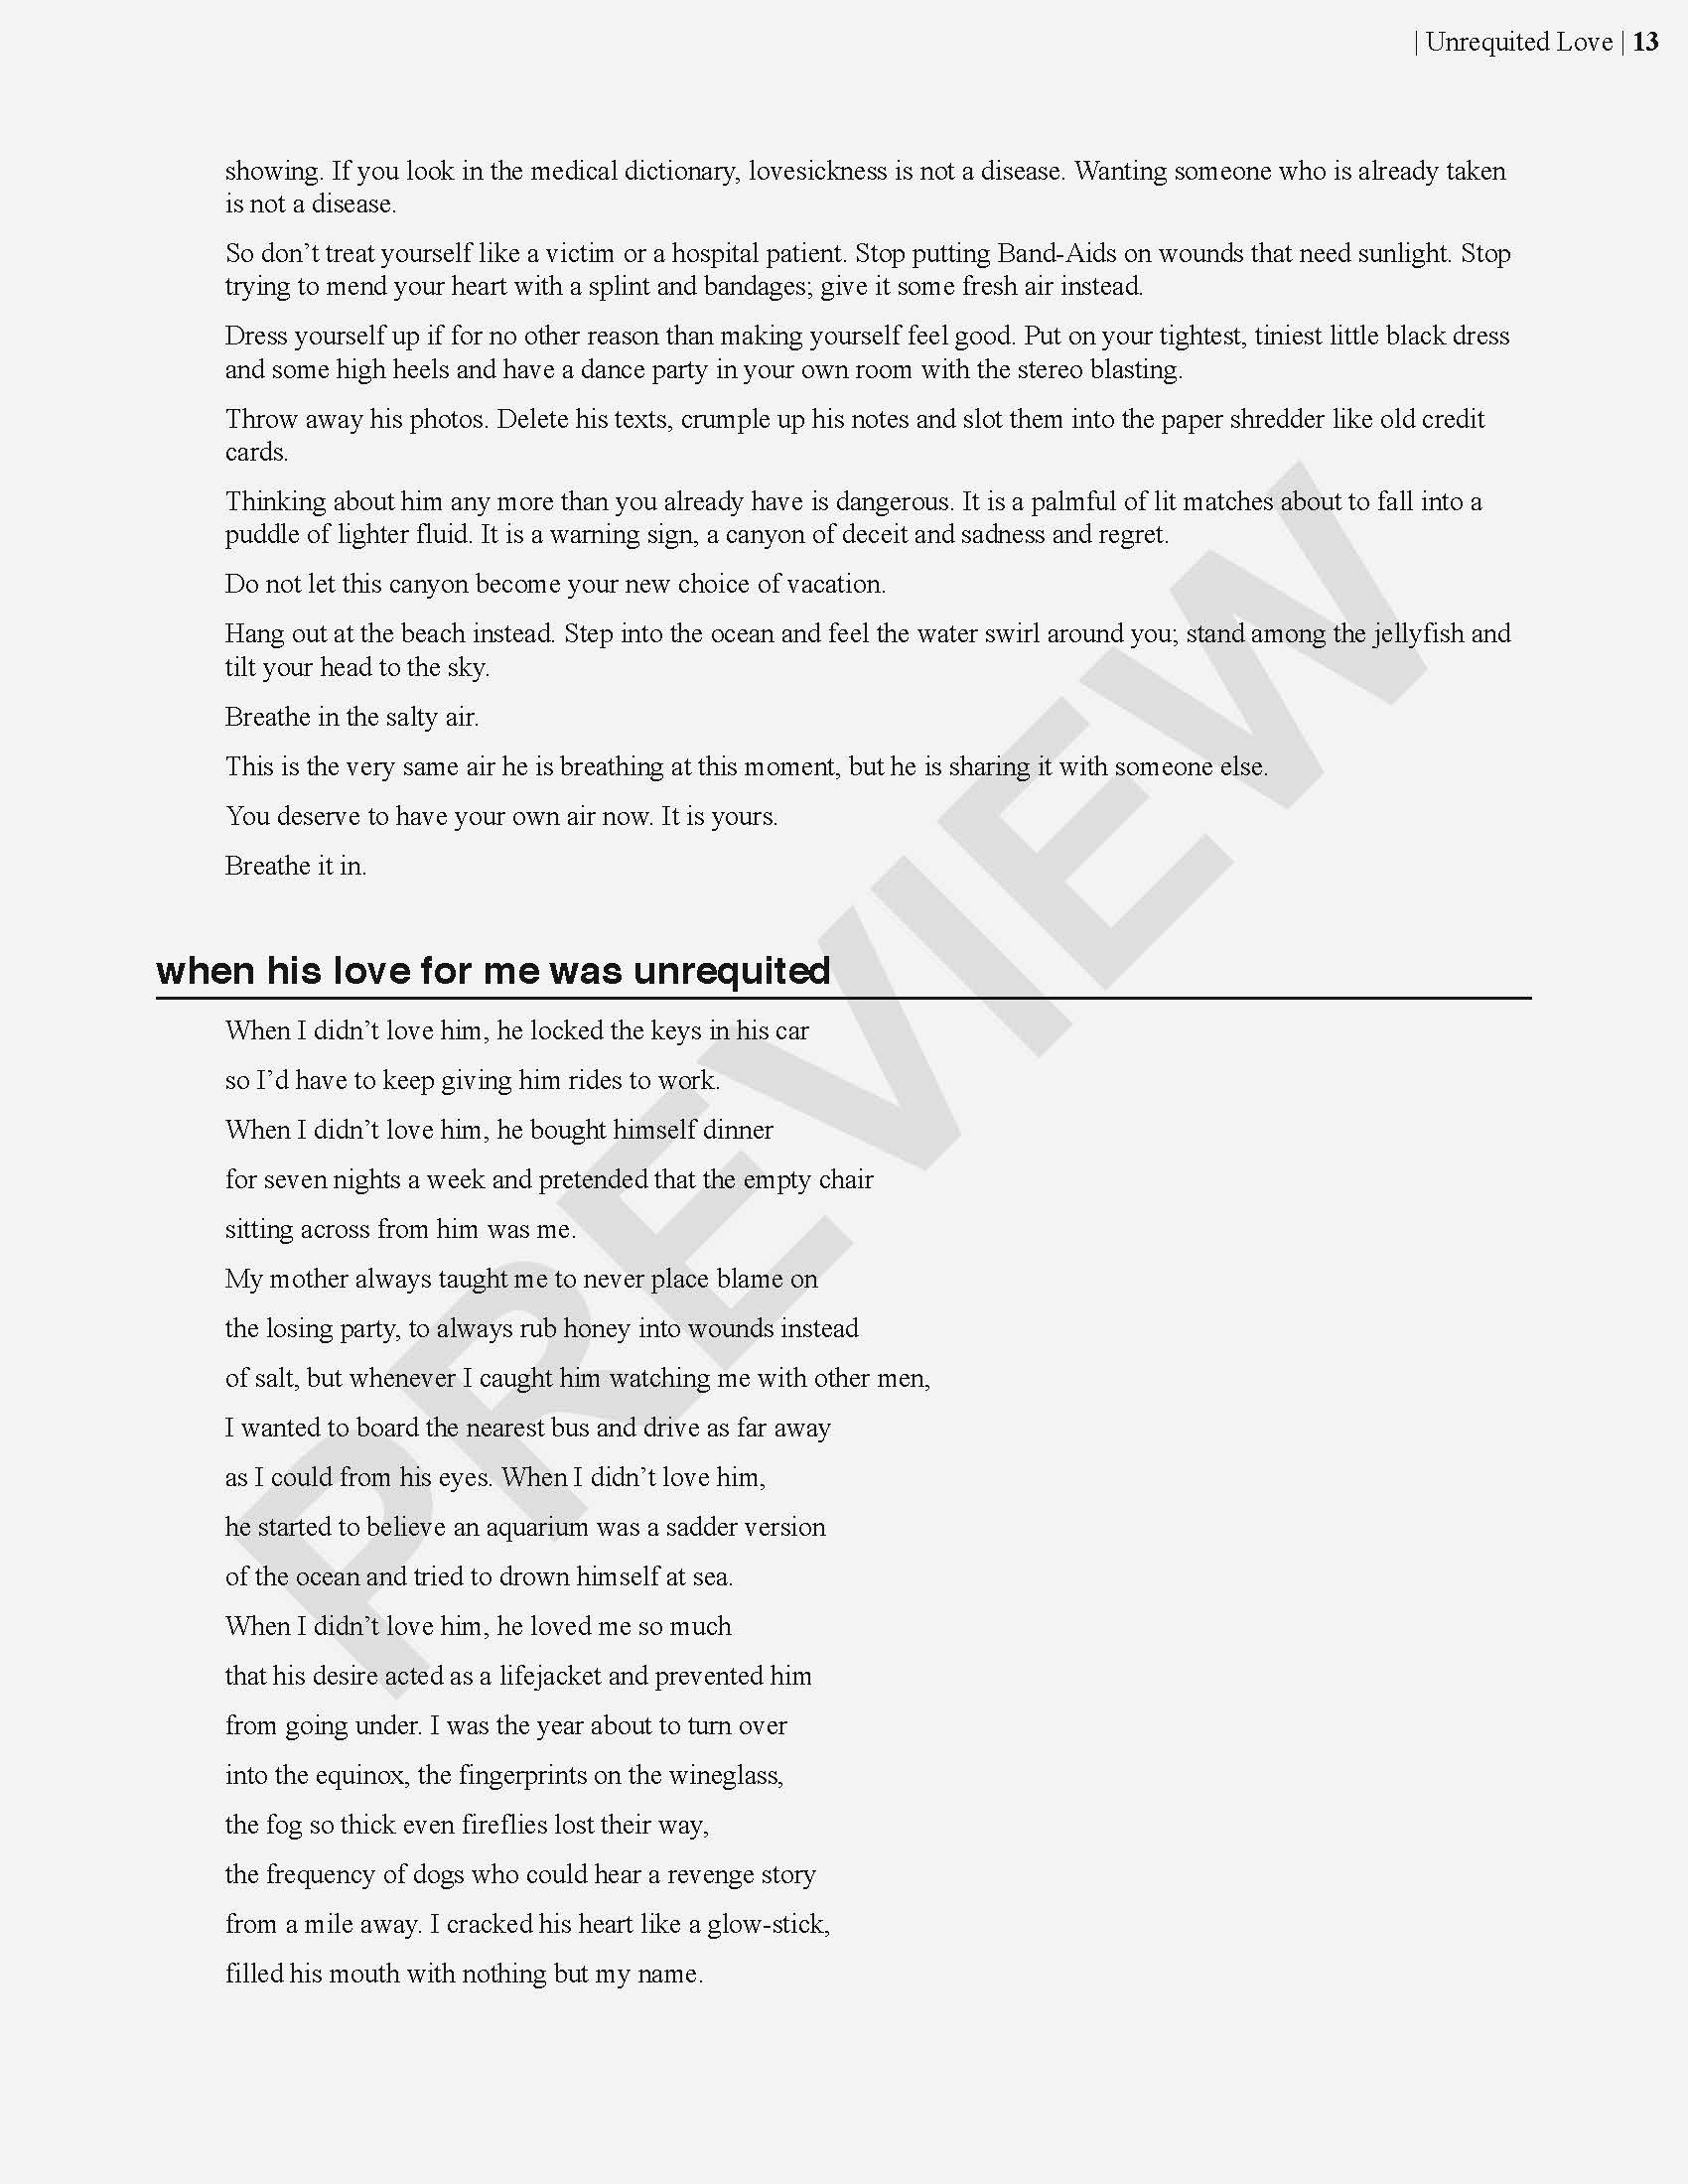 | Unrequited Love | 13
showing. If you look in the medical dictionary, lovesickness is not a disease. Wanting someone who is already taken
is not a disease.
So don’t treat yourself like a victim or a hospital patient. Stop putting Band-Aids on wounds that need sunlight. Stop
trying to mend your heart with a splint and bandages; give it some fresh air instead.
Dress yourself up if for no other reason than making yourself feel good. Put on your tightest, tiniest little black dress
and some high heels and have a dance party in your own room with the stereo blasting.
Throw away his photos. Delete his texts, crumple up his notes and slot them into the paper shredder like old credit
cards.
Thinking about him any more than you already have is dangerous. It is a palmful of lit matches about to fall into a
puddle of lighter fluid. It is a warning sign, a canyon of deceit and sadness and regret.
Do not let this canyon become your new choice of vacation.
Hang out at the beach instead. Step into the ocean and feel the water swirl around you; stand among the jellyfish and
tilt your head to the sky.
Breathe in the salty air.
This is the very same air he is breathing at this moment, but he is sharing it with someone else.
You deserve to have your own air now. It is yours.
Breathe it in.
when his love for me was unrequited
When I didn’t love him, he locked the keys in his car
so I’d have to keep giving him rides to work.
When I didn’t love him, he bought himself dinner
for seven nights a week and pretended that the empty chair
sitting across from him was me.
My mother always taught me to never place blame on
the losing party, to always rub honey into wounds instead
of salt, but whenever I caught him watching me with other men,
I wanted to board the nearest bus and drive as far away
as I could from his eyes. When I didn’t love him,
he started to believe an aquarium was a sadder version
of the ocean and tried to drown himself at sea.
When I didn’t love him, he loved me so much
that his desire acted as a lifejacket and prevented him
from going under. I was the year about to turn over
into the equinox, the fingerprints on the wineglass,
the fog so thick even fireflies lost their way,
the frequency of dogs who could hear a revenge story
from a mile away. I cracked his heart like a glow-stick,
filled his mouth with nothing but my name.
PREVIEW